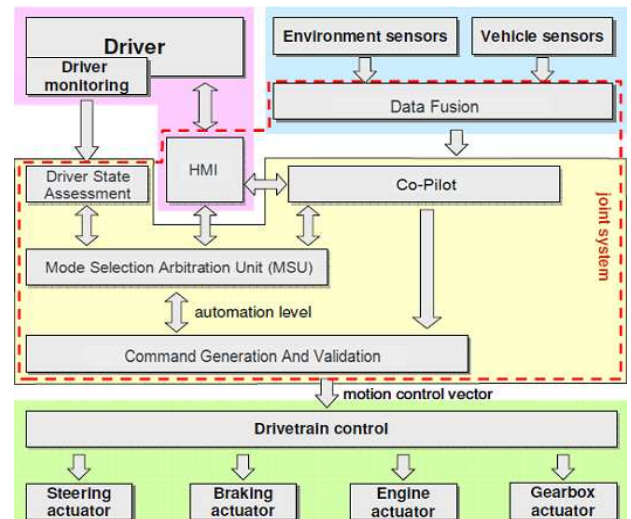 Driver
Driver
monitoring
Environment sensors
Vehicle sensors
Data Fusion
HMI
Driver State
Assessment
Co-Pilot
joint system
Mode Selection Arbitration Unit (MSU)
automation level
Command Generation And Validation
motion control vector
Drivetrain control
Steering
actuator
Braking
actuator
Engine
actuator
Gearbox
actuator